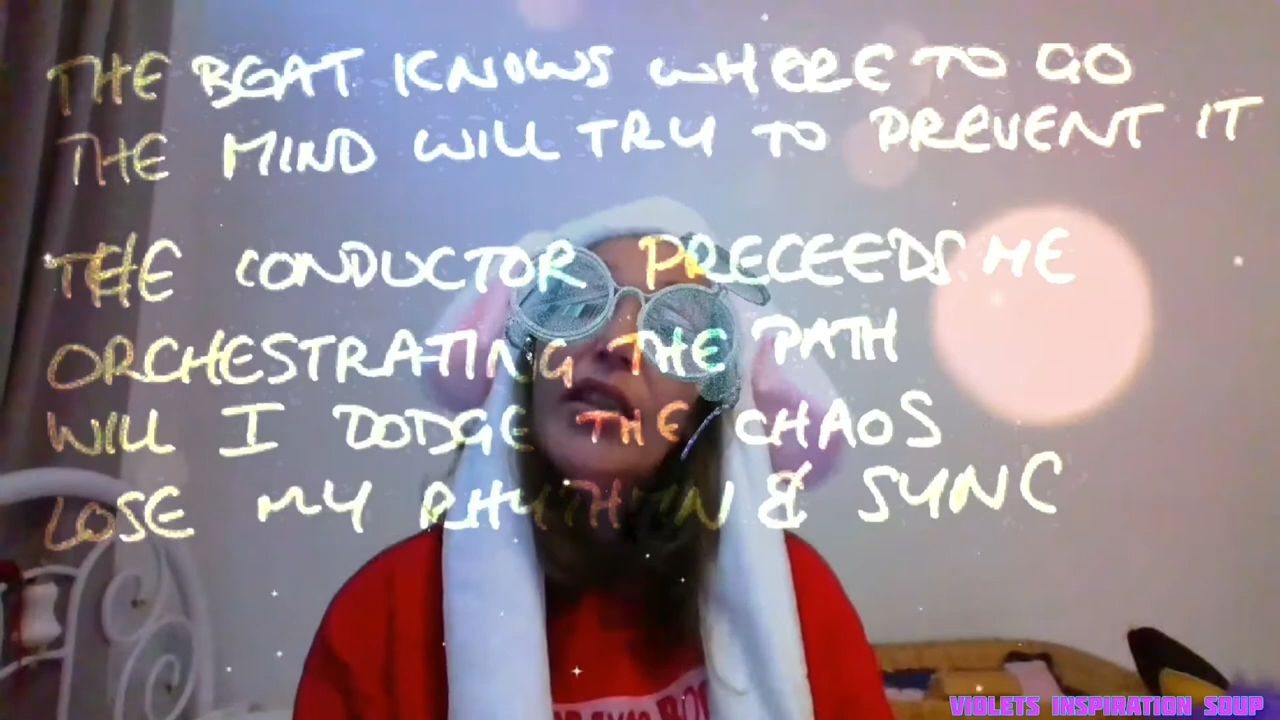 THE BEAT KNOWS WHERE TO GO
THE MIND WILL TRY TO PREVENT IT
THE CONDUCTOR PRECEEDS ME
ORCHESTRATING THE PATH
WILL I DODGE THE CHAOS
LOSE MY RHYTHM & SYNC
VIOLETS INSPIRATION SOUP